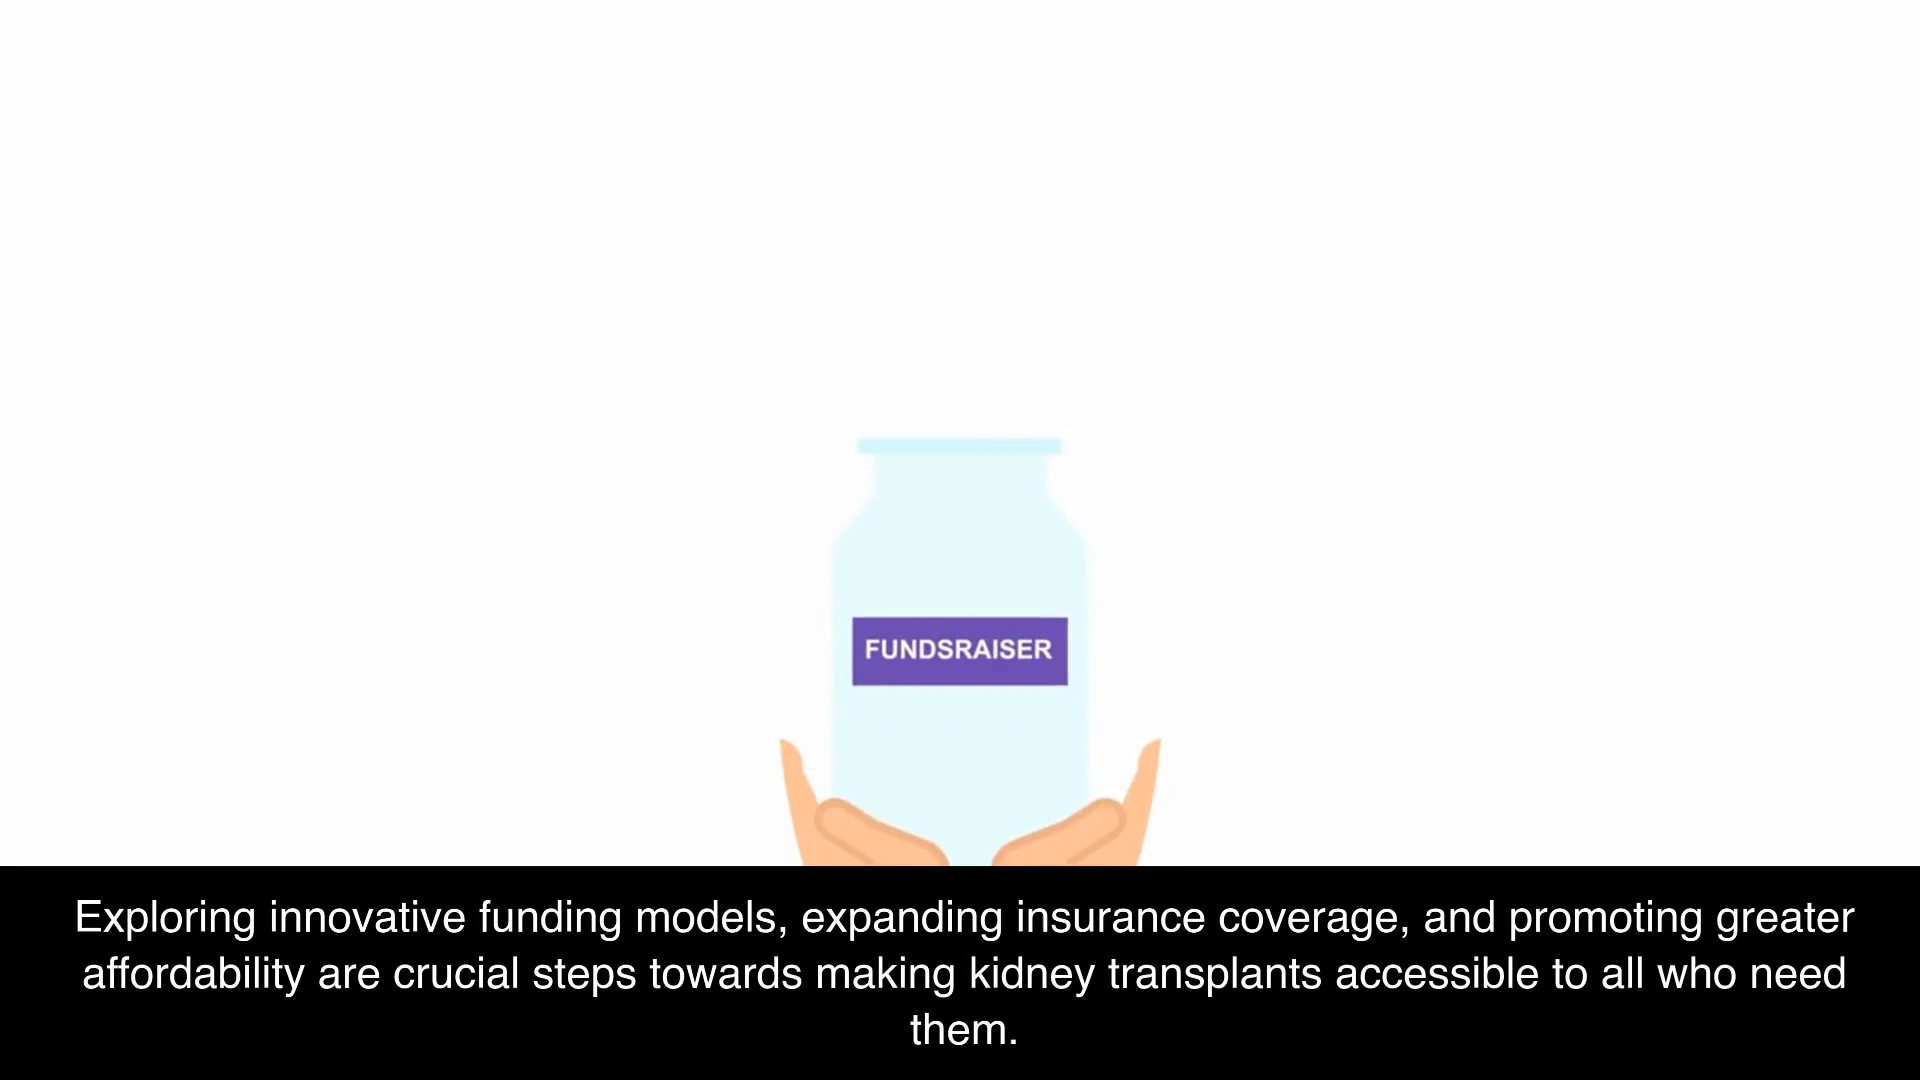 FUNDSRAISER
Exploring innovative funding models, expanding insurance coverage, and promoting greater
affordability are crucial steps towards making kidney transplants accessible to all who need
them.